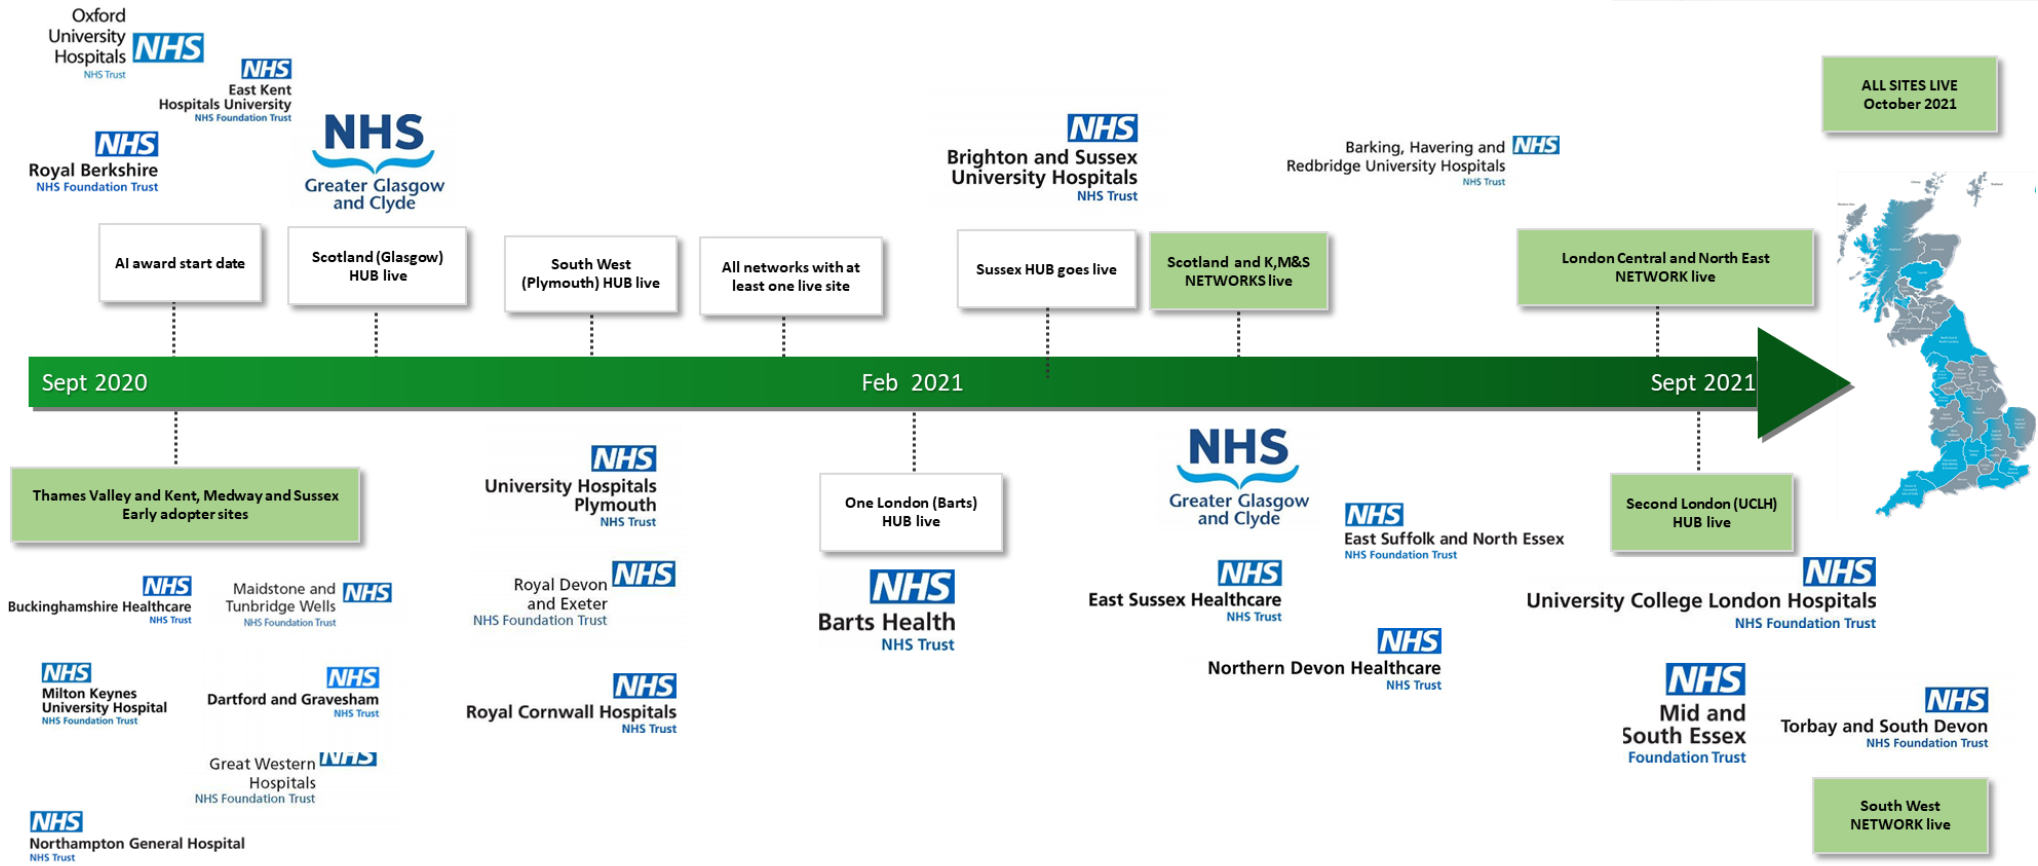 Oxford
University
Hospitals
NHS
NHS Trust
NHS
East Kent
Hospitals University
NHS Foundation Trust
NHS
Royal Berkshire
NHS Foundation Trust
NHS
Greater Glasgow
and Clyde
NHS
Brighton and Sussex
University Hospitals
NHS Trust
Barking, Havering and
NHS
Redbridge University Hospitals
NHS Trust
ALL SITES LIVE
October 2021
AI award start date
Scotland (Glasgow)
HUB live
South West
(Plymouth) HUB live
All networks with at
least one live site
Sussex HUB goes live
Scotland and K,M&S
NETWORKS live
London Central and North East
NETWORK live
Sept 2020
Feb 2021
Sept 2021
Thames Valley and Kent, Medway and Sussex
Early adopter sites
NHS
Buckinghamshire Healthcare
NHS Trust
Maidstone and
Tunbridge Wells
NHS
NHS Foundation Trust
NHS
Milton Keynes
University Hospital
NHS Foundation Trust
NHS
Dartford and Gravesham
NHS Trust
Great Western
Hospitals
NHS
NHS Foundation Trust
NHS
Northampton General Hospital
NHS Trust
NHS
University Hospitals
Plymouth
NHS Trust
Royal Devon
and Exeter
NHS
NHS Foundation Trust
NHS
Royal Cornwall Hospitals
NHS Trust
One London (Barts)
HUB live
NHS
Barts Health
NHS Trust
NHS
Greater Glasgow
and Clyde
NHS
East Suffolk and North Essex
NHS Foundation Trust
NHS
East Sussex Healthcare
NHS Trust
NHS
Northern Devon Healthcare
NHS Trust
Second London (UCLH)
HUB live
NHS
University College London Hospitals
NHS Foundation Trust
NHS
Mid and
South Essex
Foundation Trust
NHS
Torbay and South Devon
NHS Foundation Trust
South West
NETWORK live